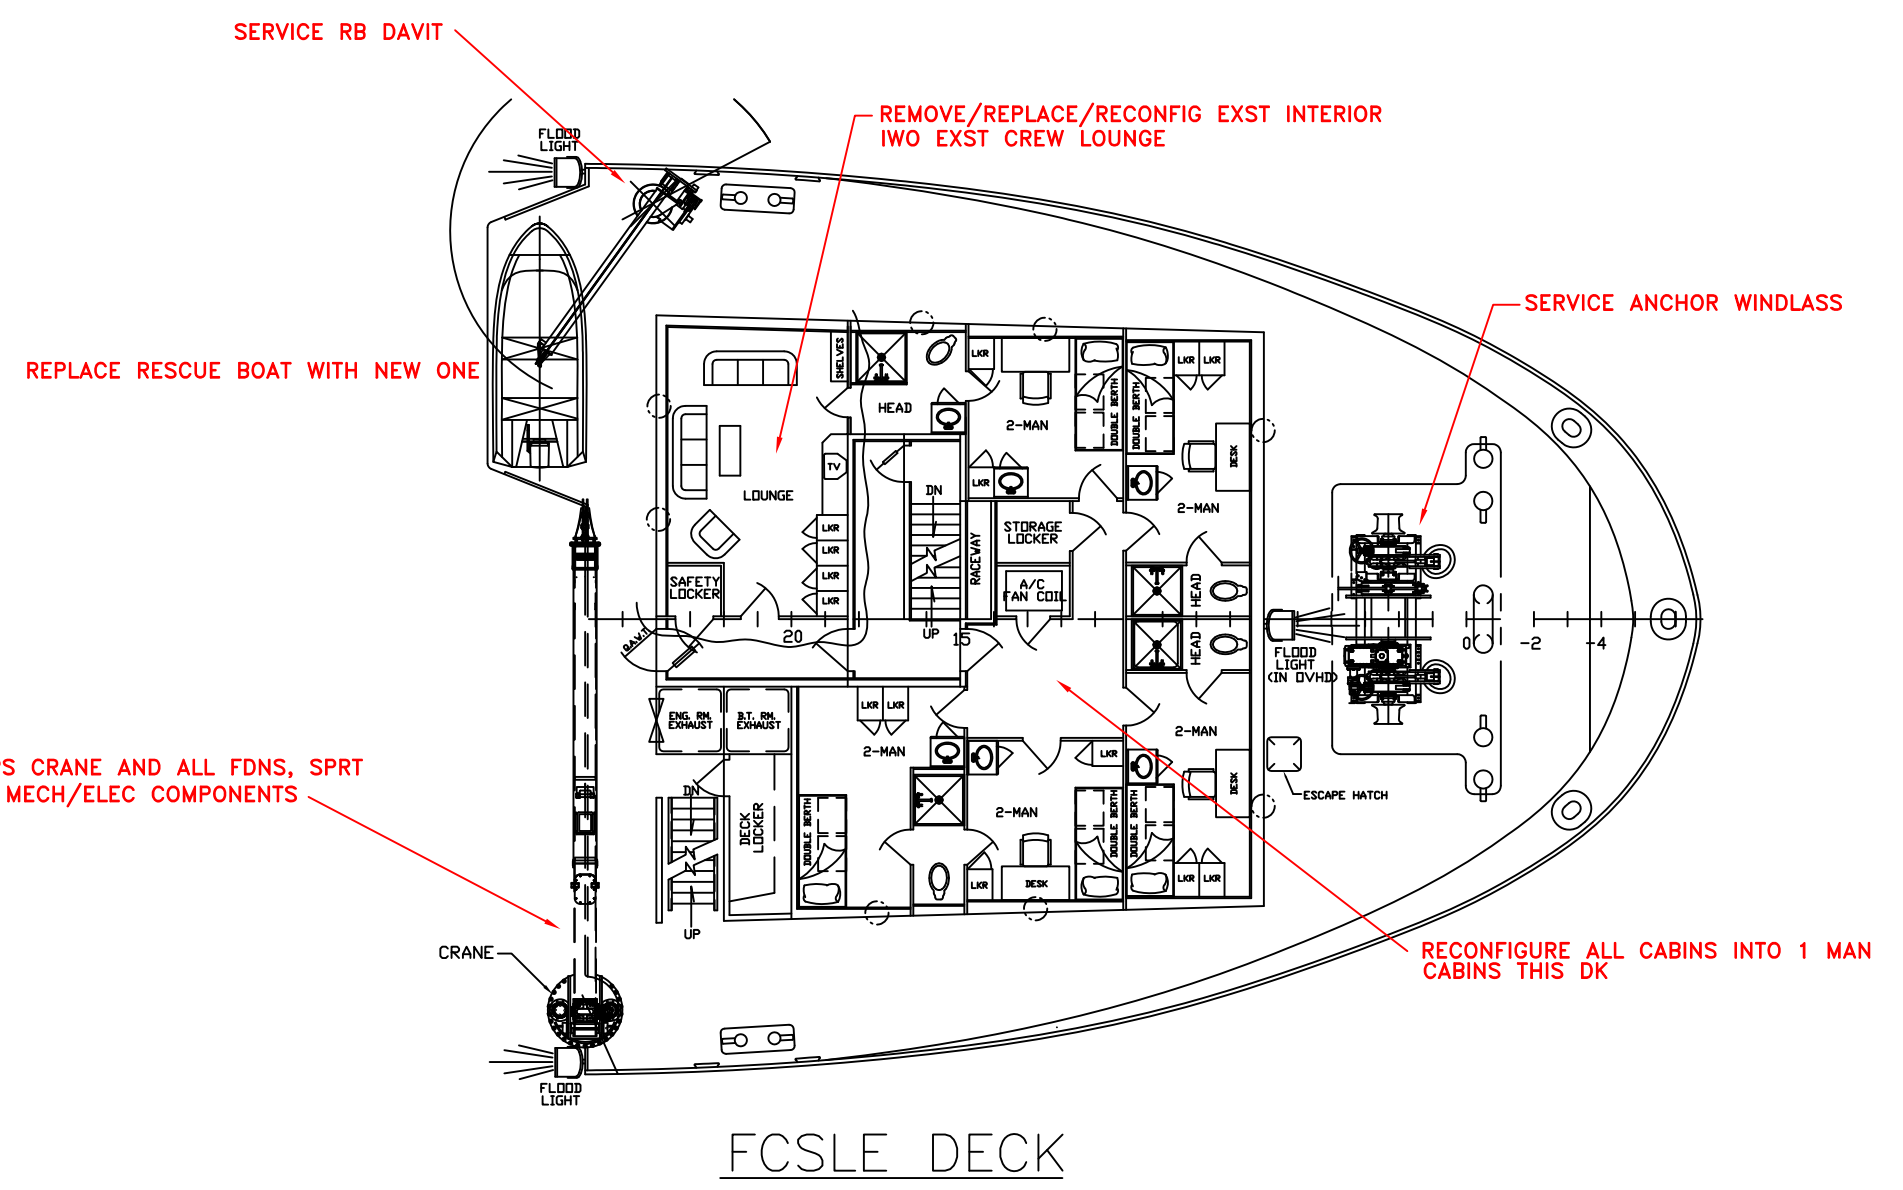 SERVICE RB DAVIT
REMOVE/REPLACE/RECONFIG EXST INTERIOR
IWO EXST CREW LOUNGE
FLOOD
LIGHT
SERVICE ANCHOR WINDLASS
REPLACE RESCUE BOAT WITH NEW ONE
SHELVES
HEAD
LKR
2-MAN
DOUBLE BERTH
DOUBLE BERTH
LKR
LKR
DESK
TV
LOUNGE
LKR
DN
2-MAN
STORAGE
LOCKER
LKR
LKR
LKR
LKR
RACEWAY
SAFETY
LOCKER
A/C
FAN COIL
HEAD
UP
20
15
0
-2
-4
Q.A.W.T.
HEAD
FLOOD
LIGHT
(IN OVHD)
ENG. RM.
EXHAUST
B.T. RM.
EXHAUST
LKR
LKR
2-MAN
LKR
2-MAN
DESK
PS CRANE AND ALL FDNS, SPRT
MECH/ELEC COMPONENTS
DN
DECK
LOCKER
DOUBLE BERTH
2-MAN
DOUBLE BERTH
DOUBLE BERTH
ESCAPE HATCH
LKR
DESK
LKR
LKR
UP
CRANE
RECONFIGURE ALL CABINS INTO 1 MAN
CABINS THIS DK
FLOOD
LIGHT
FCSLE DECK